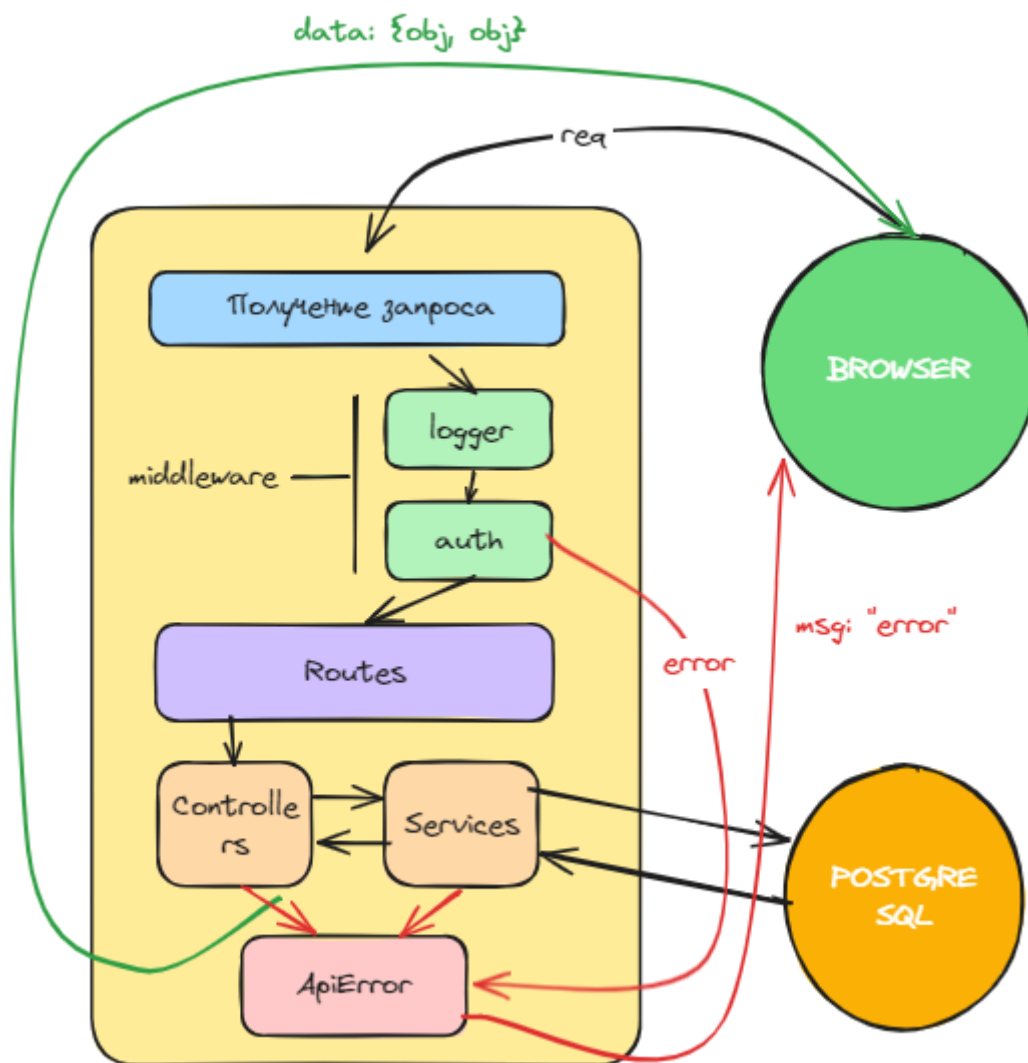 data: {obj, obj}
req
Получение запроса
BROWSER
logger
middleware
auth
msg: "error"
error
Routes
Controlle
rs
Services
POSTGRE
SQL
ApiError